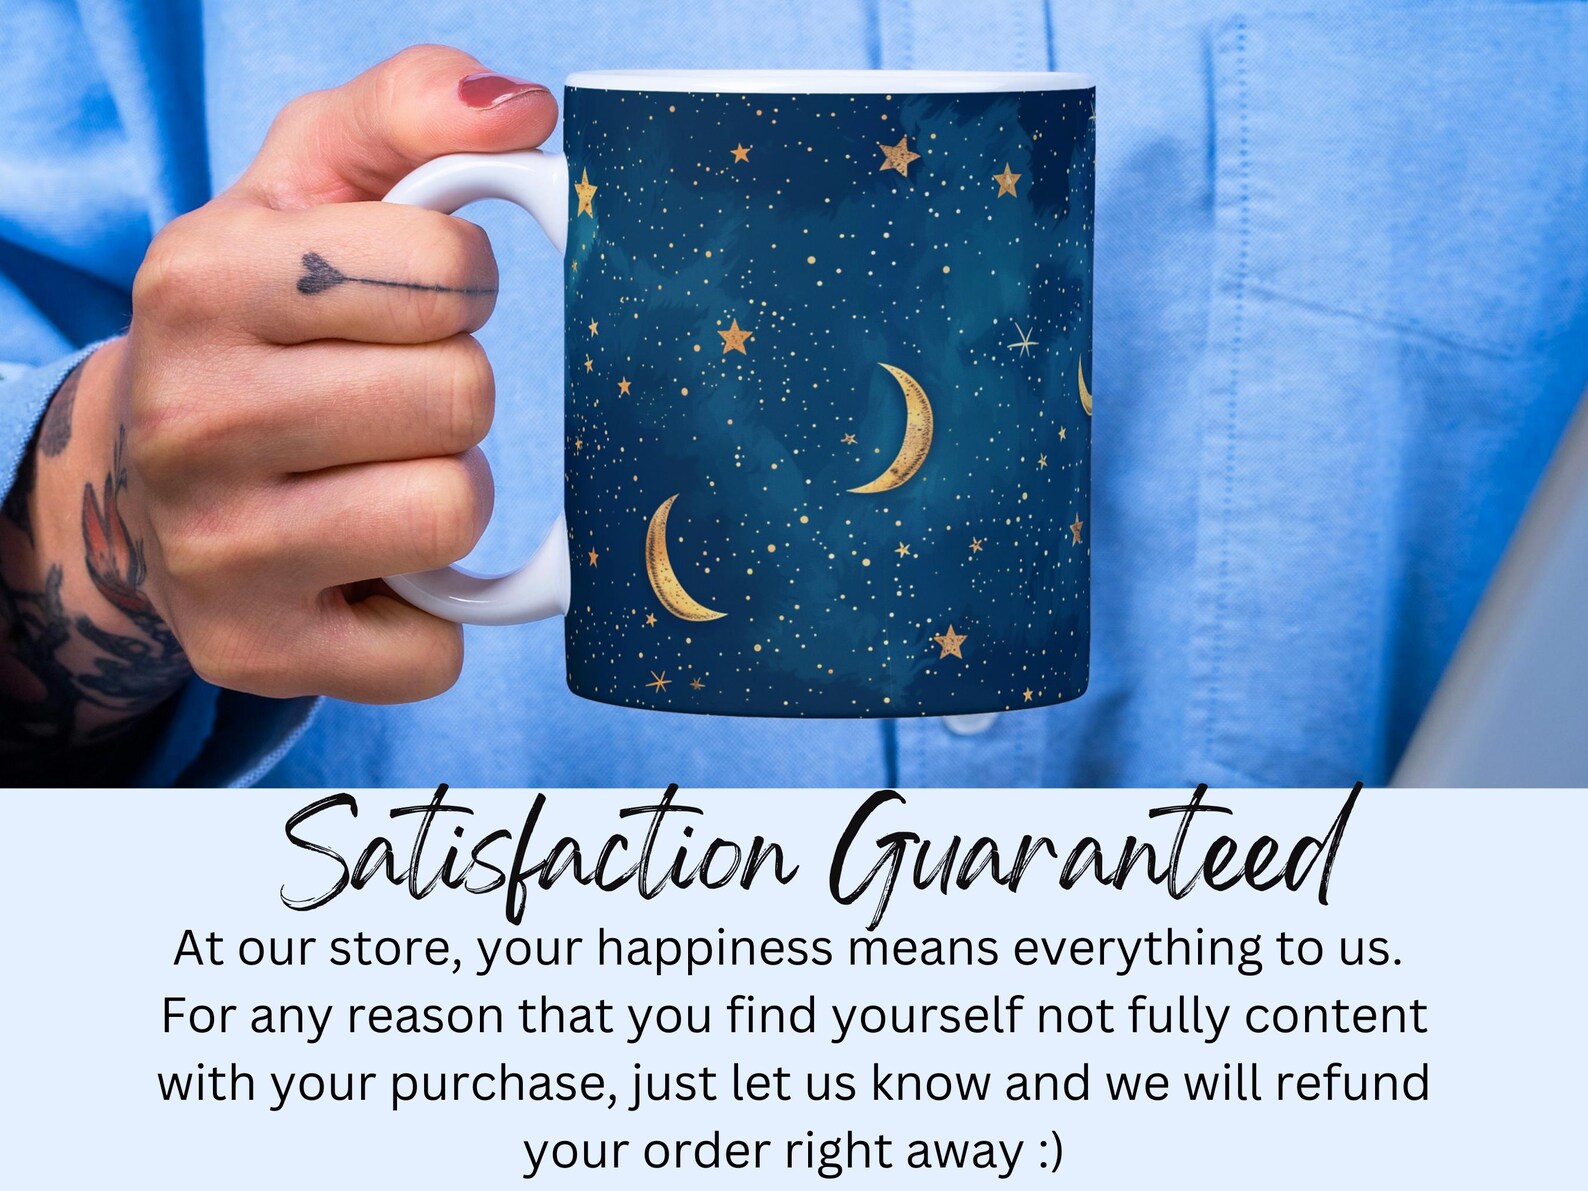 Satisfaction Guaranteed
At our store, your happiness means everything to us.
For any reason that you find yourself not fully content
with your purchase, just let us know and we will refund
your order right away :)